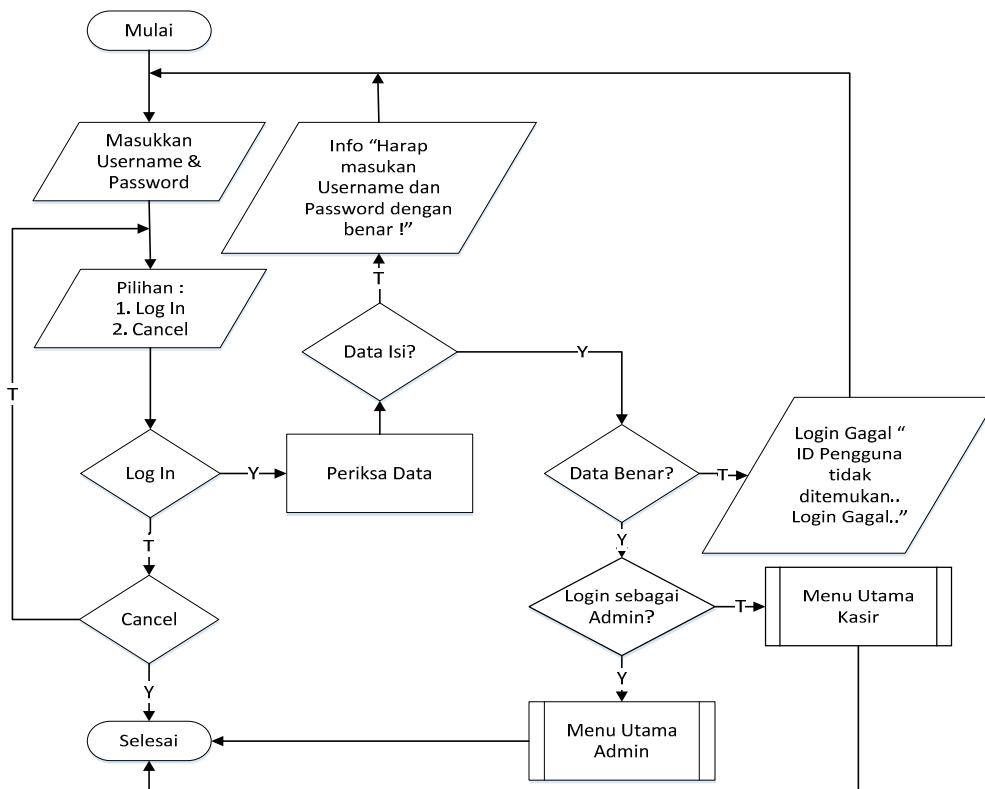 Mulai
Masukkan
Username &
Password
Info “Harap
masukan
Username dan
Password dengan
benar !”
Pilihan :
1. Log In
2. Cancel
T
Data Isi?
Y
T
Log In
Y
Periksa Data
Data Benar?
T
Login Gagal “
ID Pengguna
tidak
ditemukan..
Login Gagal..”
T
Y
Cancel
Login sebagai
Admin?
T
Menu Utama
Kasir
Y
Y
Selesai
Menu Utama
Admin